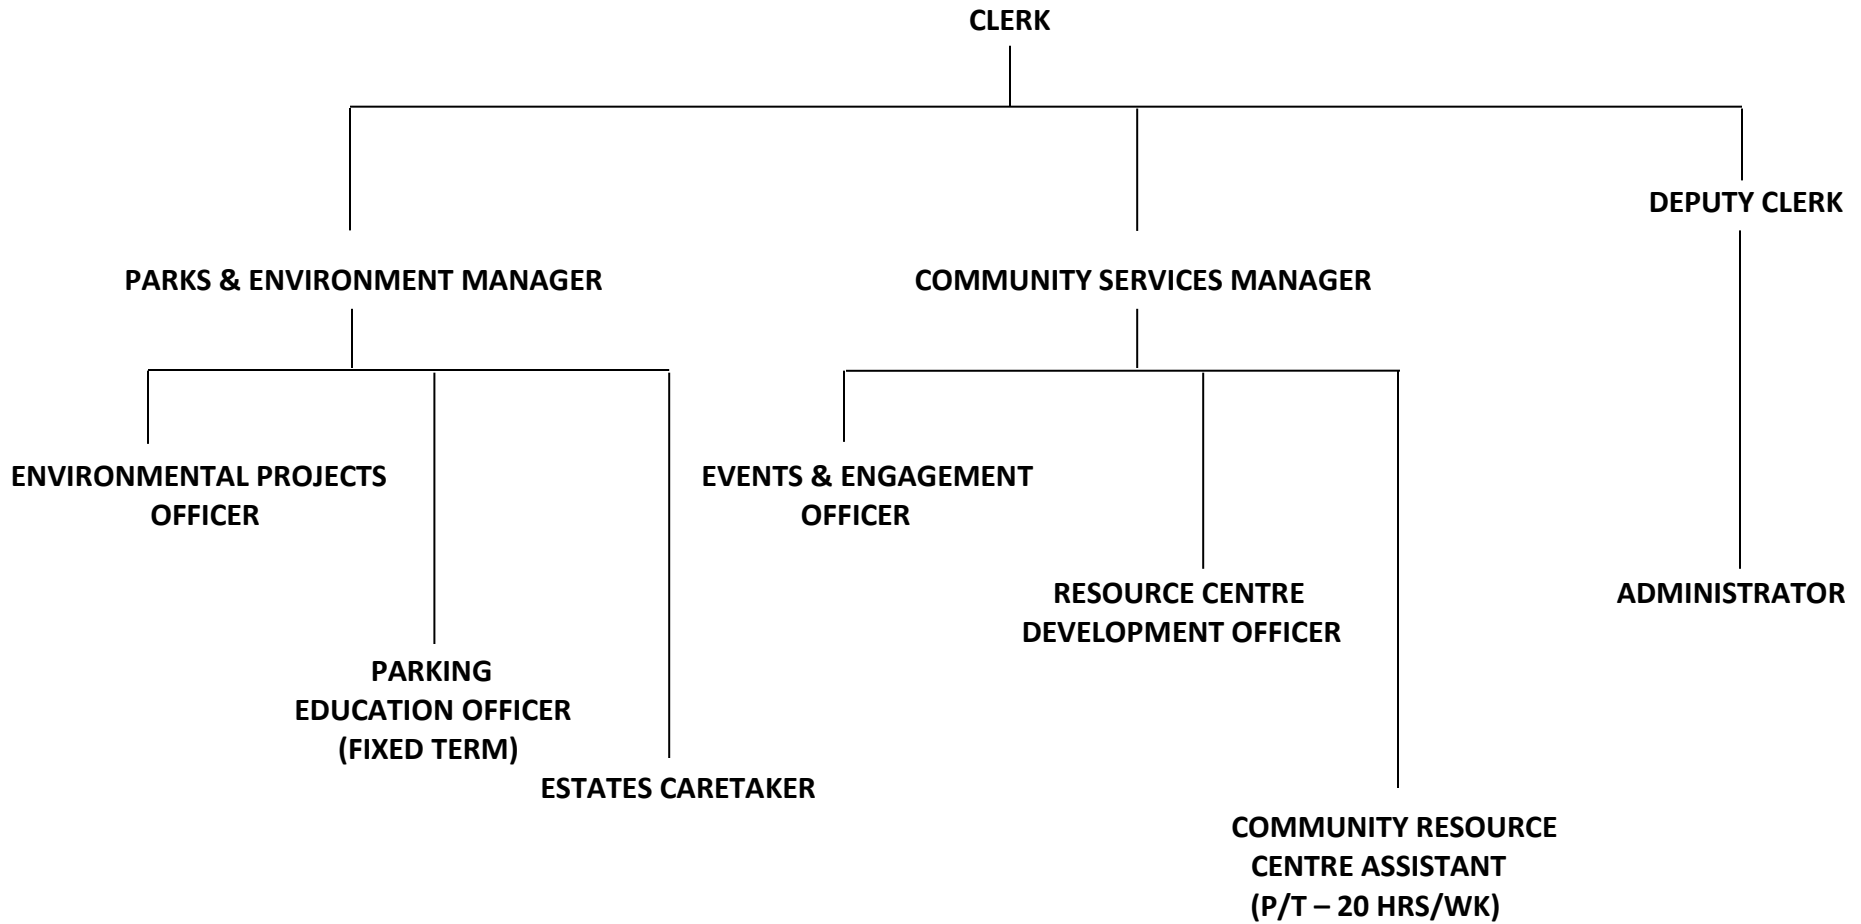 CLERK
DEPUTY CLERK
PARKS & ENVIRONMENT MANAGER
COMMUNITY SERVICES MANAGER
ENVIRONMENTAL PROJECTS
OFFICER
EVENTS & ENGAGEMENT
OFFICER
RESOURCE CENTRE
DEVELOPMENT OFFICER
ADMINISTRATOR
PARKING
EDUCATION OFFICER
(FIXED TERM)
ESTATES CARETAKER
COMMUNITY RESOURCE
CENTRE ASSISTANT
(P/T – 20 HRS/WK)